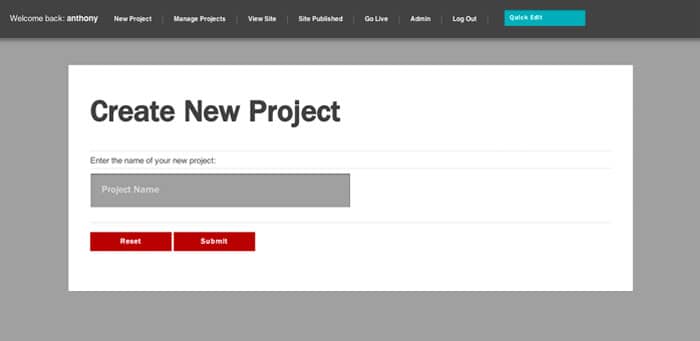 Welcome back: anthony New Project Manage Projects View Site Site Published Go Live Admin Log Out Quick Edit
Create New Project
Enter the name of your new project:
Project Name
Reset Submit